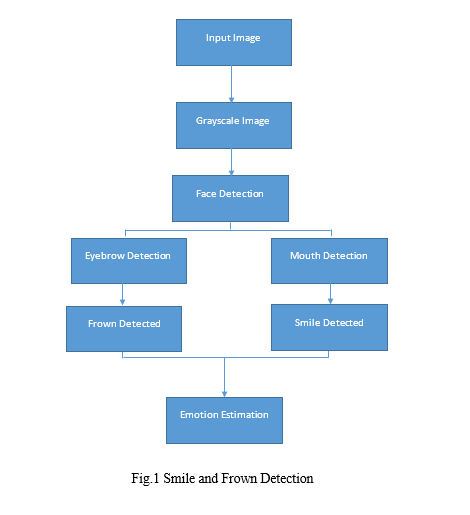 Input Image
Grayscale Image
Face Detection
Eyebrow Detection
Mouth Detection
Frown Detected
Smile Detected
Emotion Estimation
Fig.1 Smile and Frown Detection